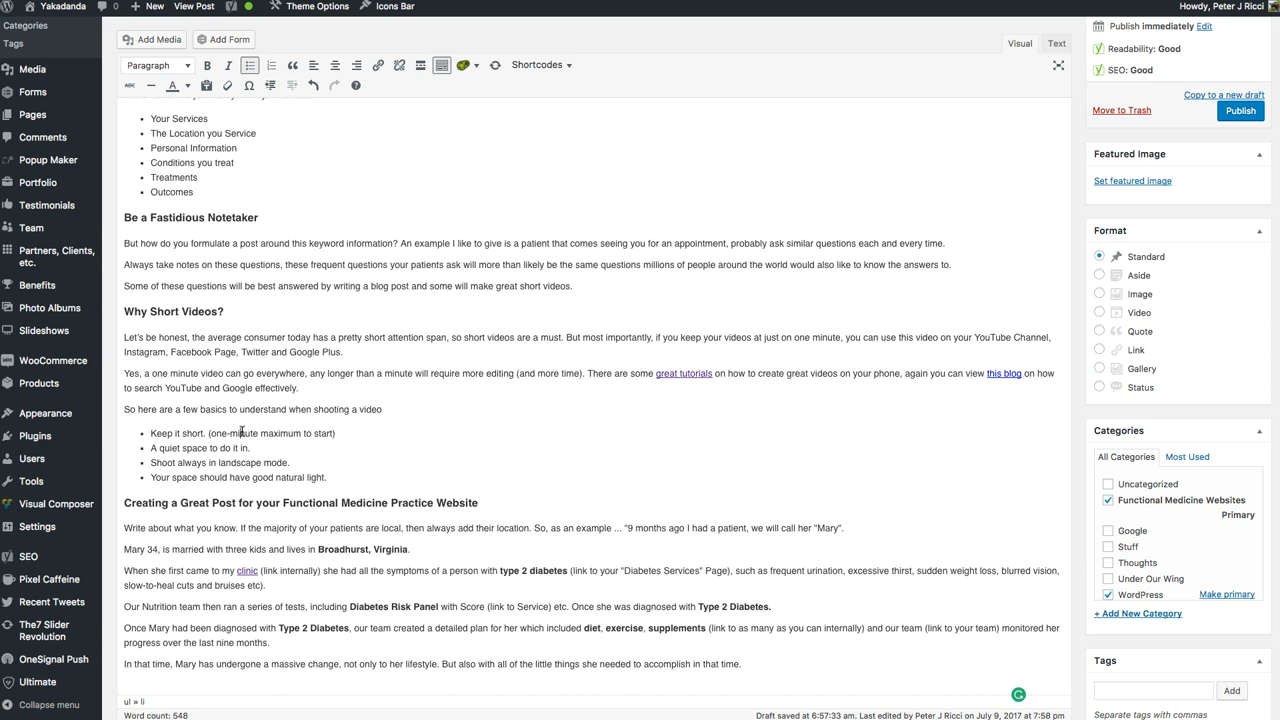 Yakadanda 0 New View Post Theme Options Icons Bar Howdy, Peter J Ricci
Categories
Tags
Media
Forms
Pages
Comments
Popup Maker
Portfolio
Testimonials
Team
Partners, Clients,
etc.
Benefits
Photo Albums
Slideshows
WooCommerce
Products
Appearance
Plugins
Users
Tools
Visual Composer
Settings
SEO
Pixel Caffeine
Recent Tweets
The7 Slider
Revolution
OneSignal Push
Ultimate
Collapse menu
Add Media Add Form
Visual Text
Paragraph B I Shortcodes
ABC A Ω
Your Services
The Location you Service
Personal Information
Conditions you treat
Treatments
Outcomes
Be a Fastidious Notetaker
But how do you formulate a post around this keyword information? An example I like to give is a patient that comes seeing you for an appointment, probably ask similar questions each and every time.
Always take notes on these questions, these frequent questions your patients ask will more than likely be the same questions millions of people around the world would also like to know the answers to.
Some of these questions will be best answered by writing a blog post and some will make great short videos.
Why Short Videos?
Let's be honest, the average consumer today has a pretty short attention span, so short videos are a must. But most importantly, if you keep your videos at just on one minute, you can use this video on your YouTube Channel,
Instagram, Facebook Page, Twitter and Google Plus.
Yes, a one minute video can go everywhere, any longer than a minute will require more editing (and more time). There are some great tutorials on how to create great videos on your phone, again you can view this blog on how
to search YouTube and Google effectively.
So here are a few basics to understand when shooting a video
Keep it short. (one-minute maximum to start)
A quiet space to do it in.
Shoot always in landscape mode.
Your space should have good natural light.
Creating a Great Post for your Functional Medicine Practice Website
Write about what you know. If the majority of your patients are local, then always add their location. So, as an example ... "9 months ago I had a patient, we will call her "Mary".
Mary 34, is married with three kids and lives in Broadhurst, Virginia.
When she first came to my clinic (link internally) she had all the symptoms of a person with type 2 diabetes (link to your "Diabetes Services" Page), such as frequent urination, excessive thirst, sudden weight loss, blurred vision,
slow-to-heal cuts and bruises etc).
Our Nutrition team then ran a series of tests, including Diabetes Risk Panel with Score (link to Service) etc. Once she was diagnosed with Type 2 Diabetes.
Once Mary had been diagnosed with Type 2 Diabetes, our team created a detailed plan for her which included diet, exercise, supplements (link to as many as you can internally) and our team (link to your team) monitored her
progress over the last nine months.
In that time, Mary has undergone a massive change, not only to her lifestyle. But also with all of the little things she needed to accomplish in that time.
ul » li
Word count: 548 Draft saved at 6:57:33 am. Last edited by Peter J Ricci on July 9, 2017 at 7:58 pm
Publish immediately Edit
Readability: Good
SEO: Good
Copy to a new draft
Move to Trash Publish
Featured Image
Set featured image
Format
Standard
Aside
Image
Video
Quote
Link
Gallery
Status
Categories
All Categories Most Used
Uncategorized
Functional Medicine Websites
Primary
Google
Stuff
Thoughts
Under Our Wing
WordPress Make primary
+ Add New Category
Tags
Add
Separate tags with commas